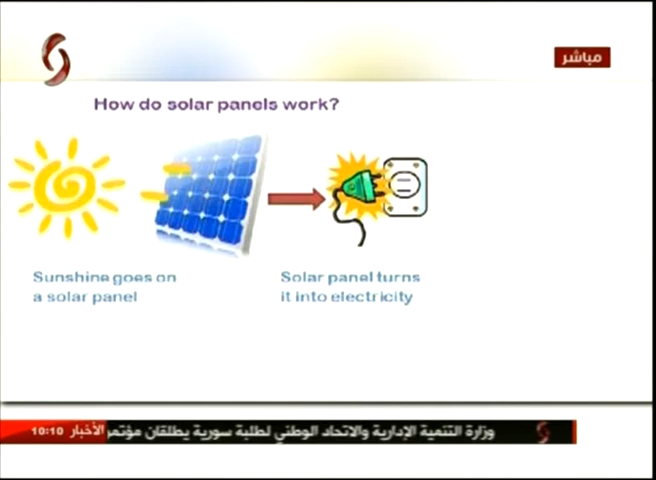 مباشر
How do solar panels work?
Sunshine goes on
a solar panel
Solar panel turns
it into electricity
وزارة التنمية الإدارية والاتحاد الوطني لطلبة سورية يطلقان مؤتمر
الأخبار 10:10